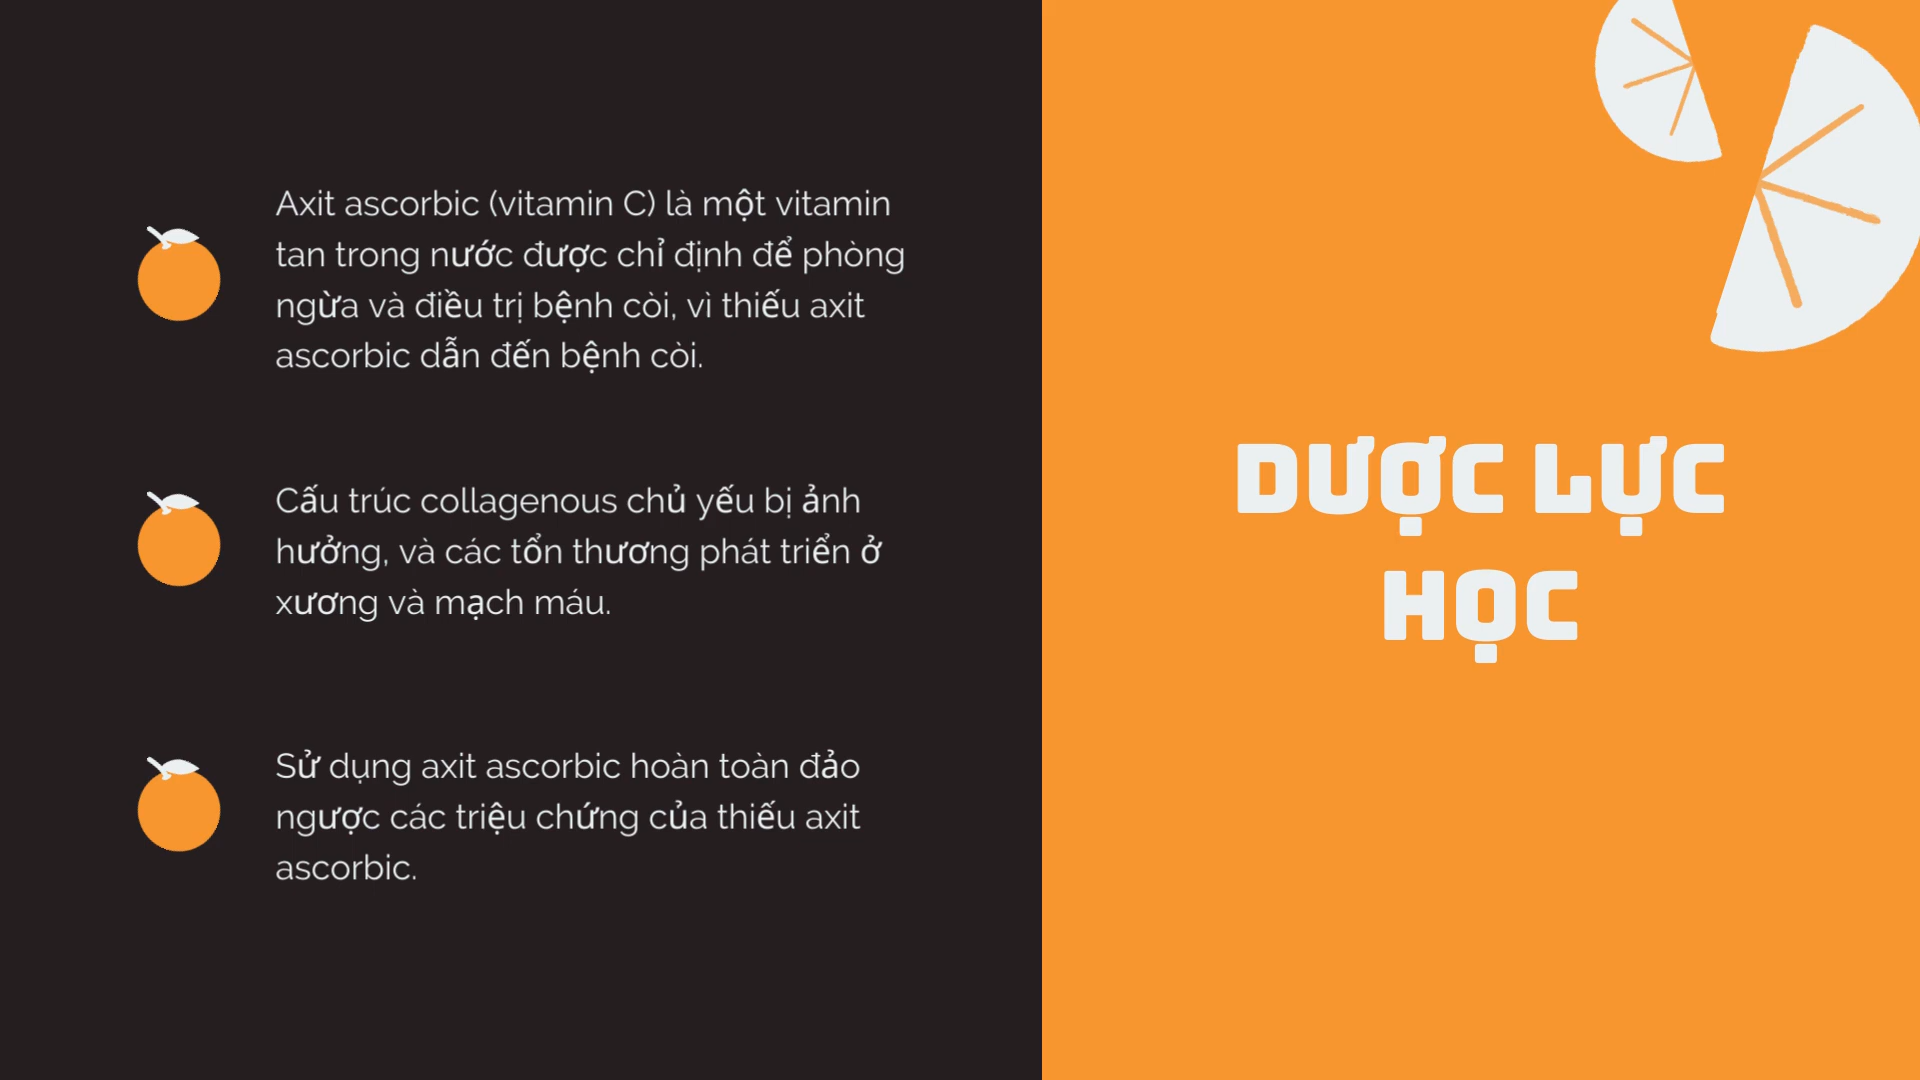 Axit ascorbic (vitamin C) là một vitamin
tan trong nước được chỉ định để phòng
ngừa và điều trị bệnh còi, vì thiếu axit
ascorbic dẫn đến bệnh còi.
Cấu trúc collagenous chủ yếu bị ảnh
hưởng, và các tổn thương phát triển ở
xương và mạch máu.
Sử dụng axit ascorbic hoàn toàn đảo
ngược các triệu chứng của thiếu axit
ascorbic.
DƯỢC LỰC
HỌC